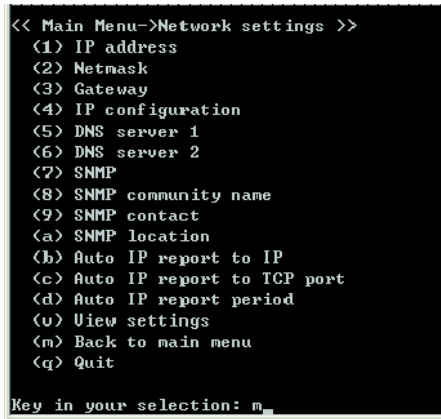 << Main Menu->Network settings >>
(1) IP address
(2) Netmask
(3) Gateway
(4) IP configuration
(5) DNS server 1
(6) DNS server 2
(7) SNMP
(8) SNMP community name
(9) SNMP contact
(a) SNMP location
(b) Auto IP report to IP
(c) Auto IP report to TCP port
(d) Auto IP report period
(v) View settings
(m) Back to main menu
(q) Quit
Key in your selection: m_